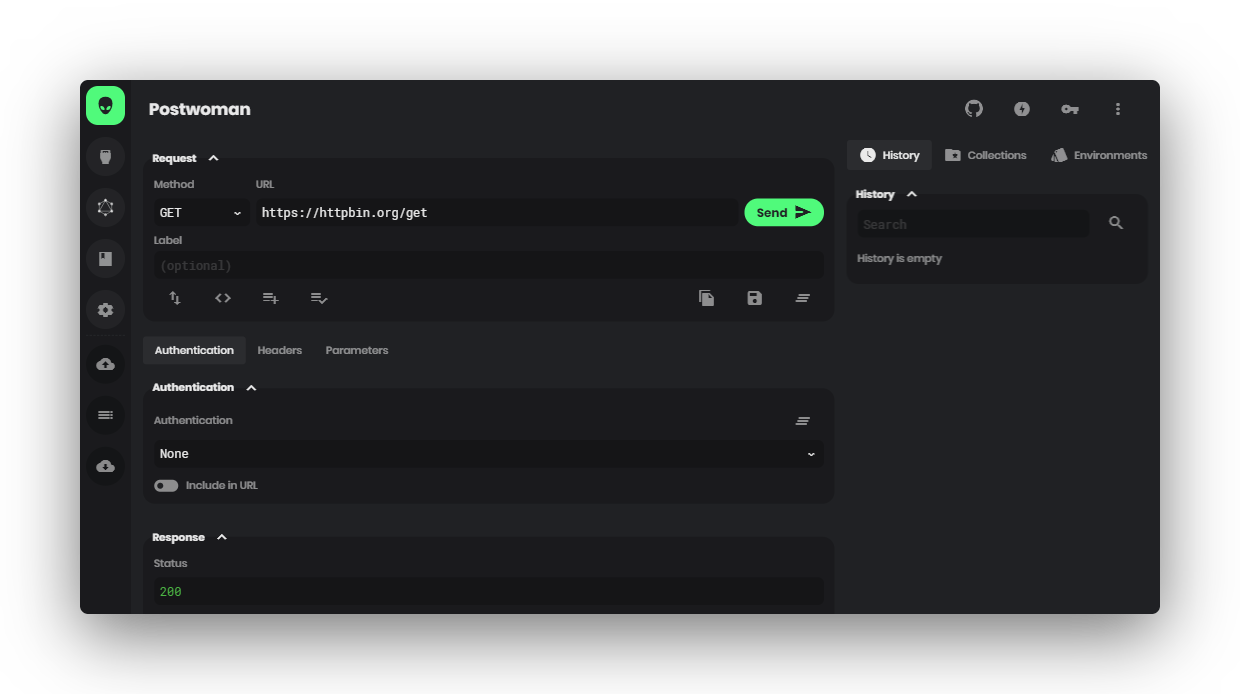 Postwoman
Request
Method URL
GET https://httpbin.org/get Send
Label
(optional)
Authentication Headers Parameters
Authentication
Authentication
None
Include in URL
Response
Status
200
History Collections Environments
History
Search
History is empty